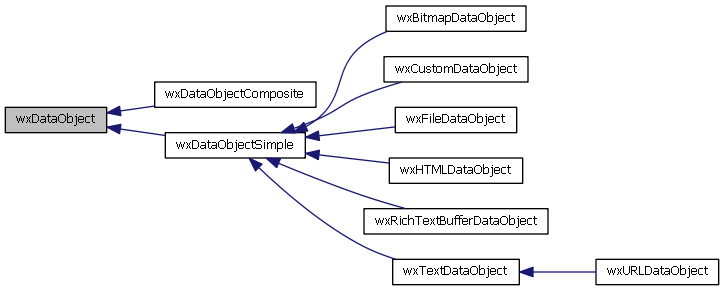 wxBitmapDataObject
wxCustomDataObject
wxDataObjectComposite
wxDataObject
wxFileDataObject
wxDataObjectSimple
wxHTMLDataObject
wxRichTextBufferDataObject
wxTextDataObject
wxURLDataObject